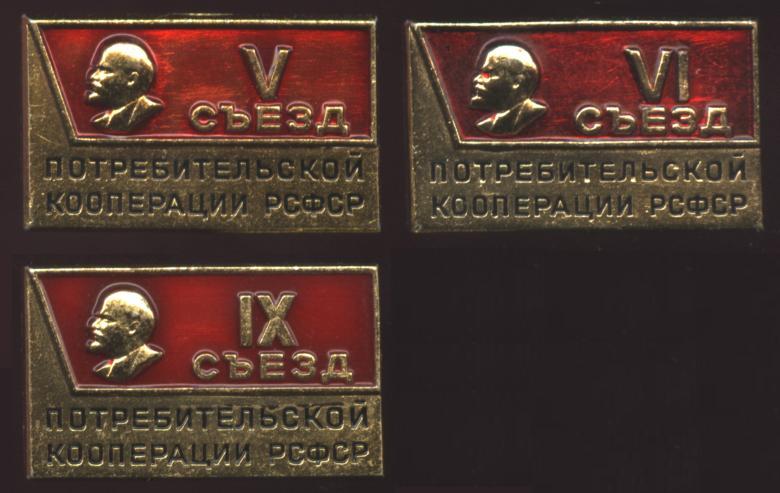 V
СЪЕЗД
ПОТРЕБИТЕЛЬСКОЙ
КООПЕРАЦИИ РСФСР
VI
СЪЕЗД
ПОТРЕБИТЕЛЬСКОЙ
КООПЕРАЦИИ РСФСР
IX
СЪЕЗД
ПОТРЕБИТЕЛЬСКОЙ
КООПЕРАЦИИ РСФСР